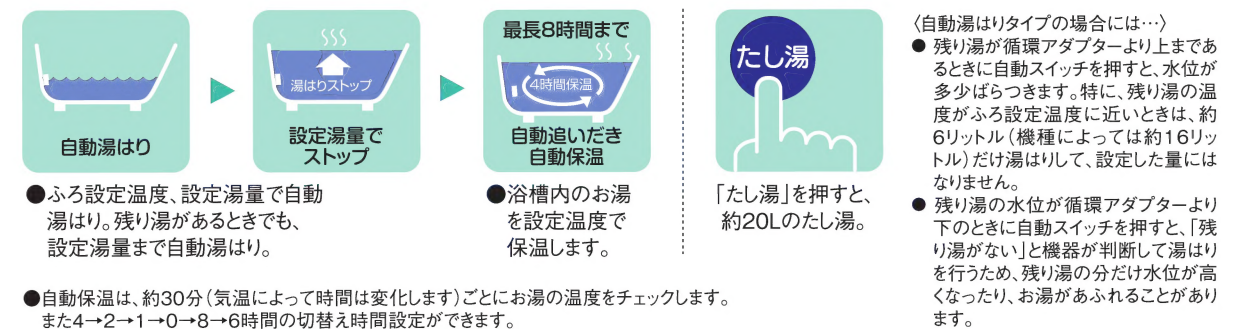 自動湯はり
湯はりストップ
設定湯量で
ストップ
最長8時間まで
4時間保温
自動追いだき
自動保温
●ふろ設定温度、設定湯量で自動
湯はり。残り湯があるときでも、
設定湯量まで自動湯はり。
●浴槽内のお湯
を設定温度で
保温します。
たし湯
「たし湯」を押すと、
約20Lのたし湯。
●自動保温は、約30分(気温によって時間は変化します)ごとにお湯の温度をチェックします。
また4→2→1→0→8→6時間の切替え時間設定ができます。
〈自動湯はりタイプの場合には…〉
● 残り湯が循環アダプターより上まであ
るときに自動スイッチを押すと、水位が
多少ばらつきます。特に、残り湯の温
度がふろ設定温度に近いときは、約
6リットル(機種によっては約16リッ
トル)だけ湯はりして、設定した量には
なりません。
● 残り湯の水位が循環アダプターより
下のときに自動スイッチを押すと、「残
り湯がない」と機器が判断して湯はり
を行うため、残り湯の分だけ水位が高
くなったり、お湯があふれることがあり
ます。